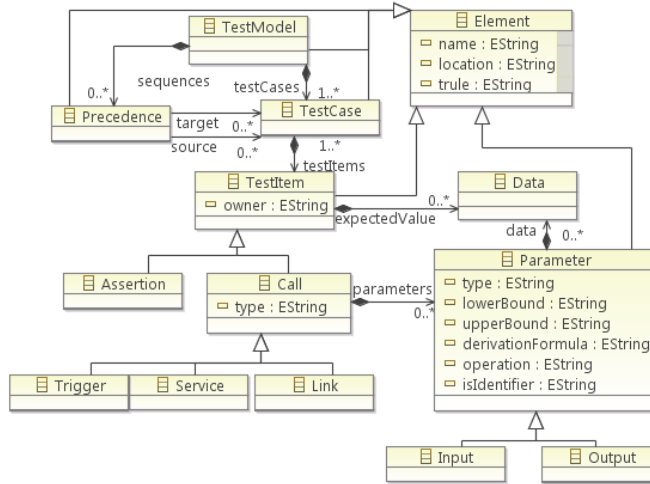 TestModel
Element
name : EString
location : EString
trule : EString
sequences
testCases
0..*
1..*
Precedence
target
0..*
TestCase
source
0..*
1..*
testItems
TestItem
owner : EString
expectedValue
0..*
Data
data
0..*
Assertion
Call
type : EString
parameters
0..*
Parameter
type : EString
lowerBound : EString
upperBound : EString
derivationFormula : EString
operation : EString
isIdentifier : EString
Trigger
Service
Link
Input
Output